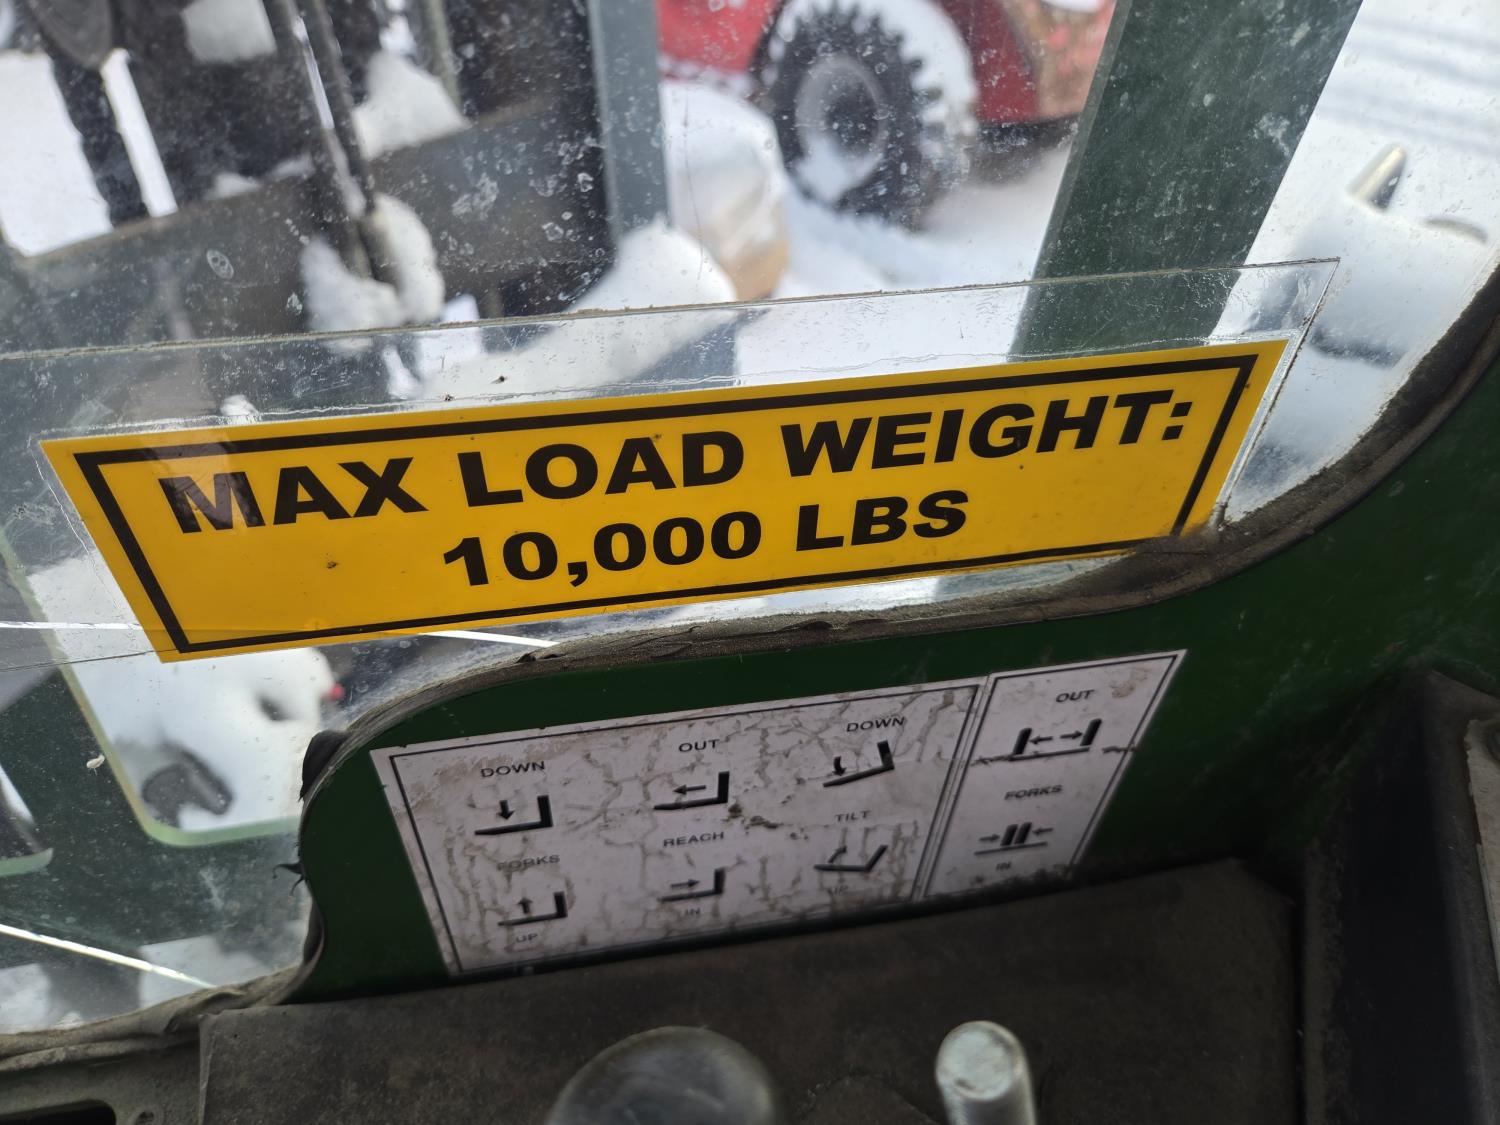 MAX LOAD WEIGHT:
10,000 LBS
DOWN OUT DOWN OUT
FORKS REACH TILT FORKS
UP IN UP IN